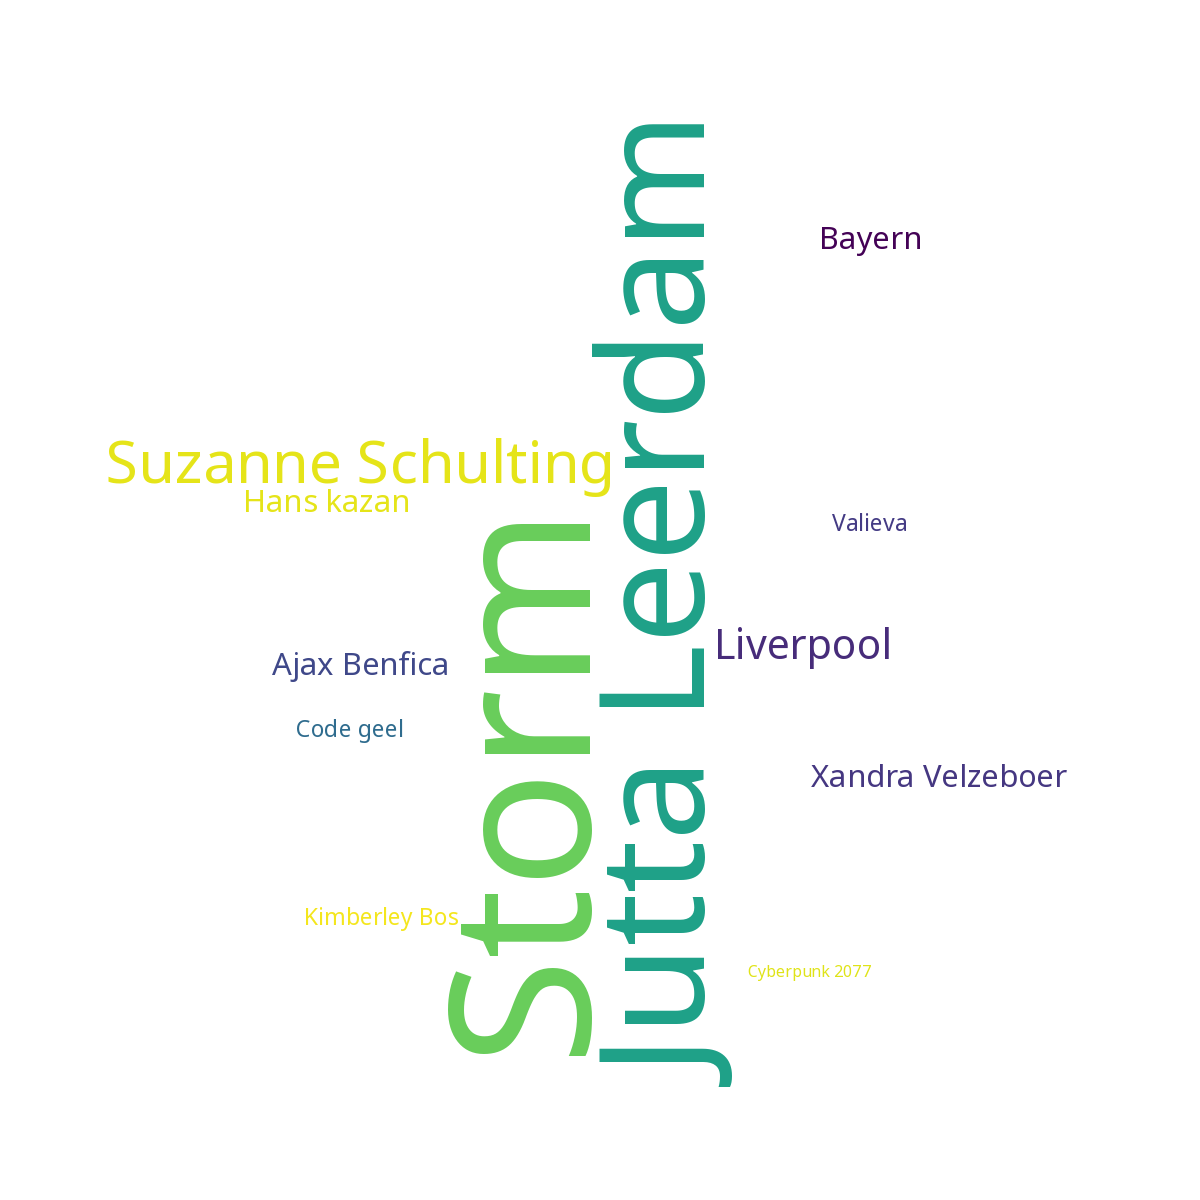 Bayern
Suzanne Schulting
Hans kazan
Valieva
Storm
Jutta Leerdam
Liverpool
Ajax Benfica
Code geel
Xandra Velzeboer
Kimberley Bos
Cyberpunk 2077